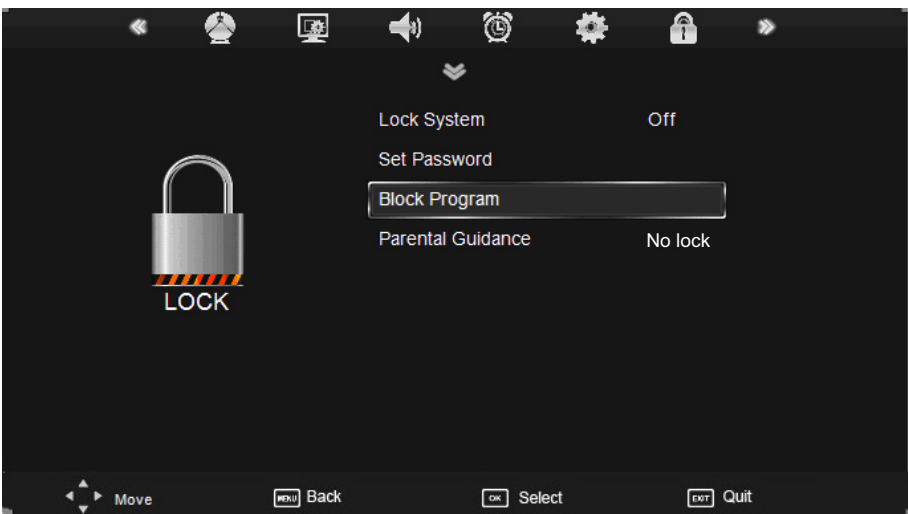 Lock System Off
Set Password
Block Program
Parental Guidance No lock
LOCK
Move MENU Back OK Select EXIT Quit